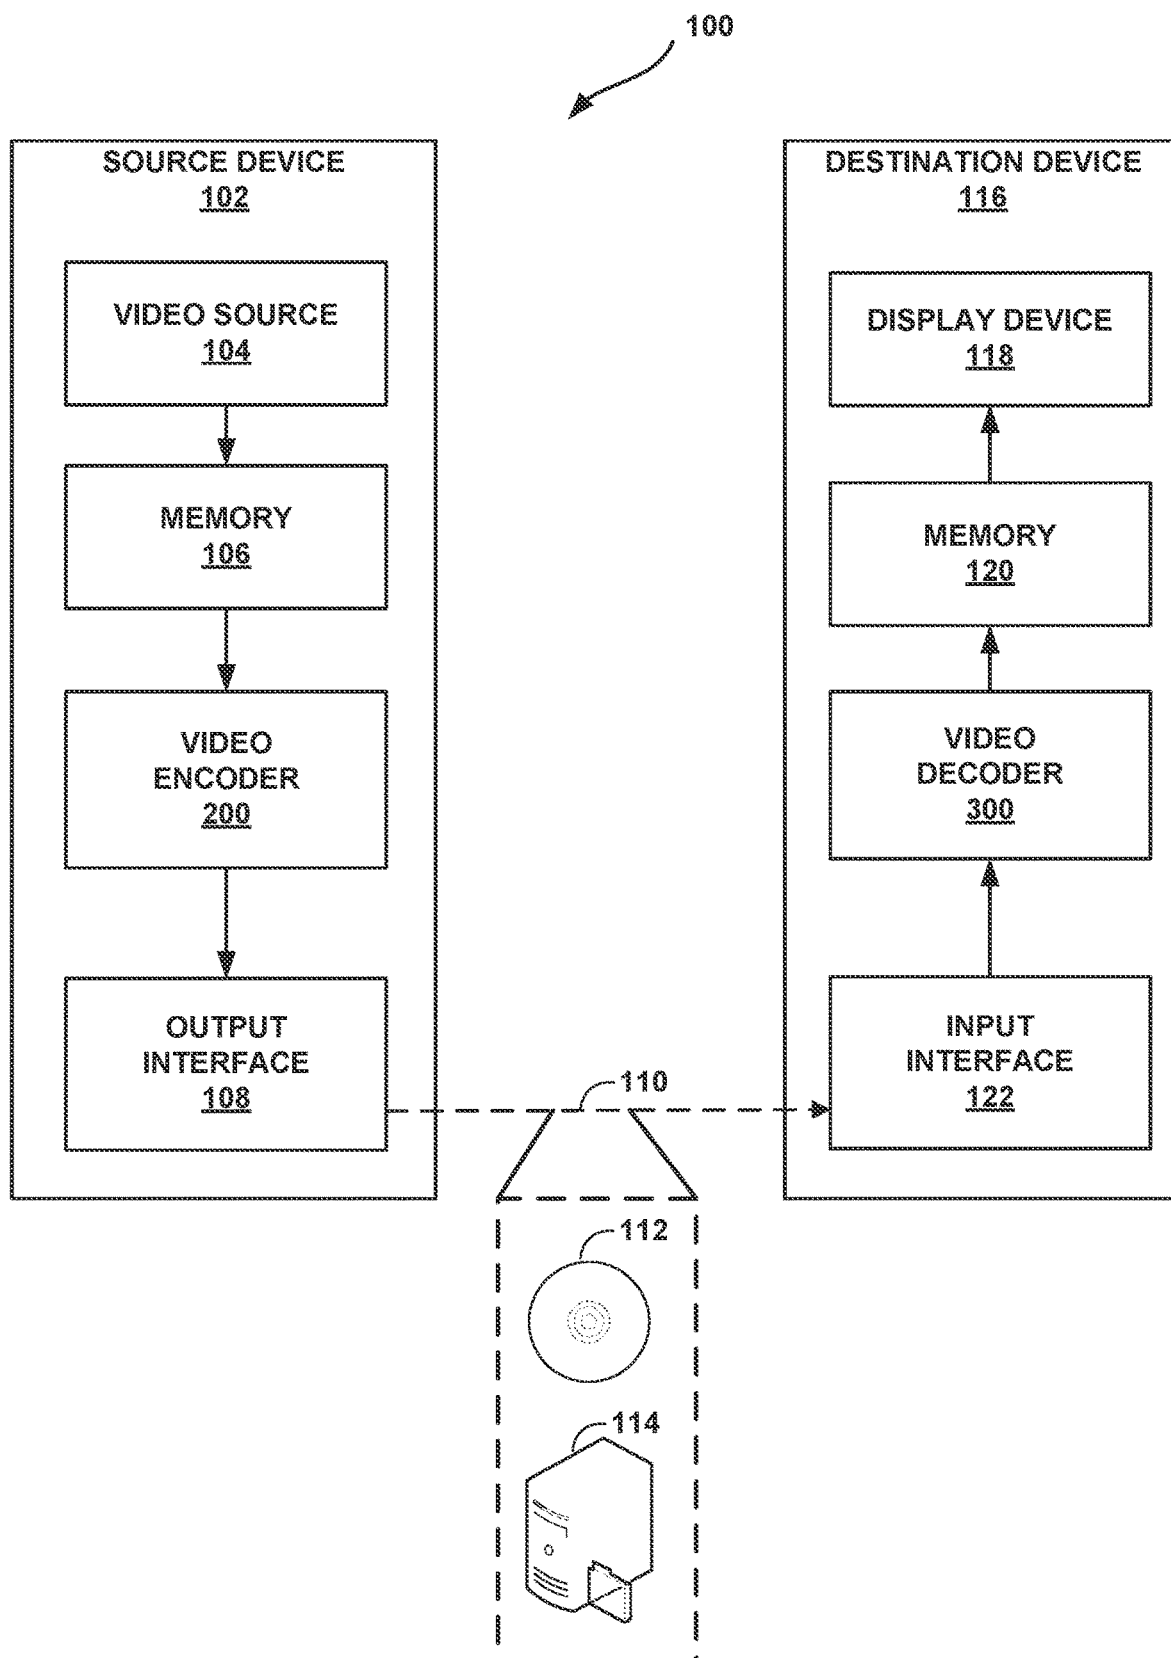 100
SOURCE DEVICE
102
VIDEO SOURCE
104
MEMORY
106
VIDEO
ENCODER
200
OUTPUT
INTERFACE
108
DESTINATION DEVICE
116
DISPLAY DEVICE
118
MEMORY
120
VIDEO
DECODER
300
INPUT
INTERFACE
122
110
112
114